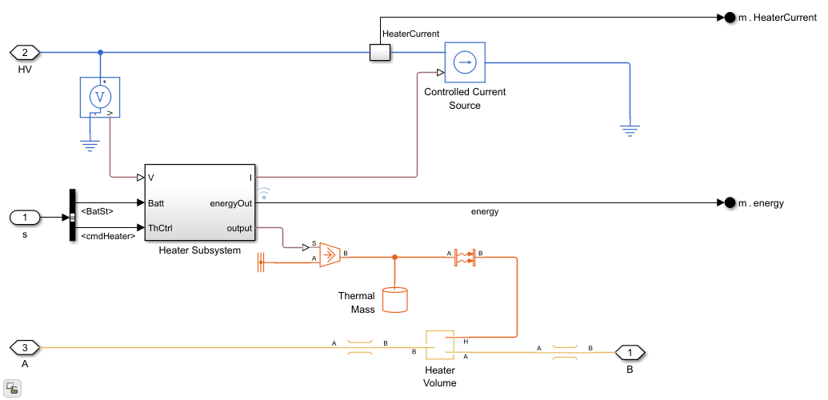 m . HeaterCurrent
HeaterCurrent
2
HV
+
V
>
Controlled Current
Source
V
I
Batt
energyOut
ThCtrl
output
<BatSt>
<cmdHeater>
1
s
Heater Subsystem
energy
m . energy
S
A
B
A
B
Thermal
Mass
3
A
A
B
B
H
A
A
B
1
B
Heater
Volume